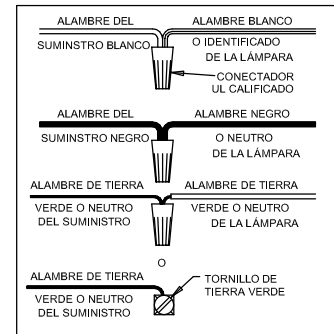 ALAMBRE DEL
ALAMBRE BLANCO
SUMINSTRO BLANCO
O IDENTIFICADO
DE LA LÁMPARA
CONECTADOR
UL CALIFICADO
ALAMBRE DEL
ALAMBRE NEGRO
SUMINSTRO NEGRO
O NEUTRO
DE LA LÁMPARA
ALAMBRE DE TIERRA
ALAMBRE DE TIERRA
VERDE O NEUTRO
DEL SUMINISTRO
VERDE O NEUTRO
DE LA LÁMPARA
O
ALAMBRE DE TIERRA
VERDE O NEUTRO
DEL SUMINISTRO
TORNILLO DE
TIERRA VERDE